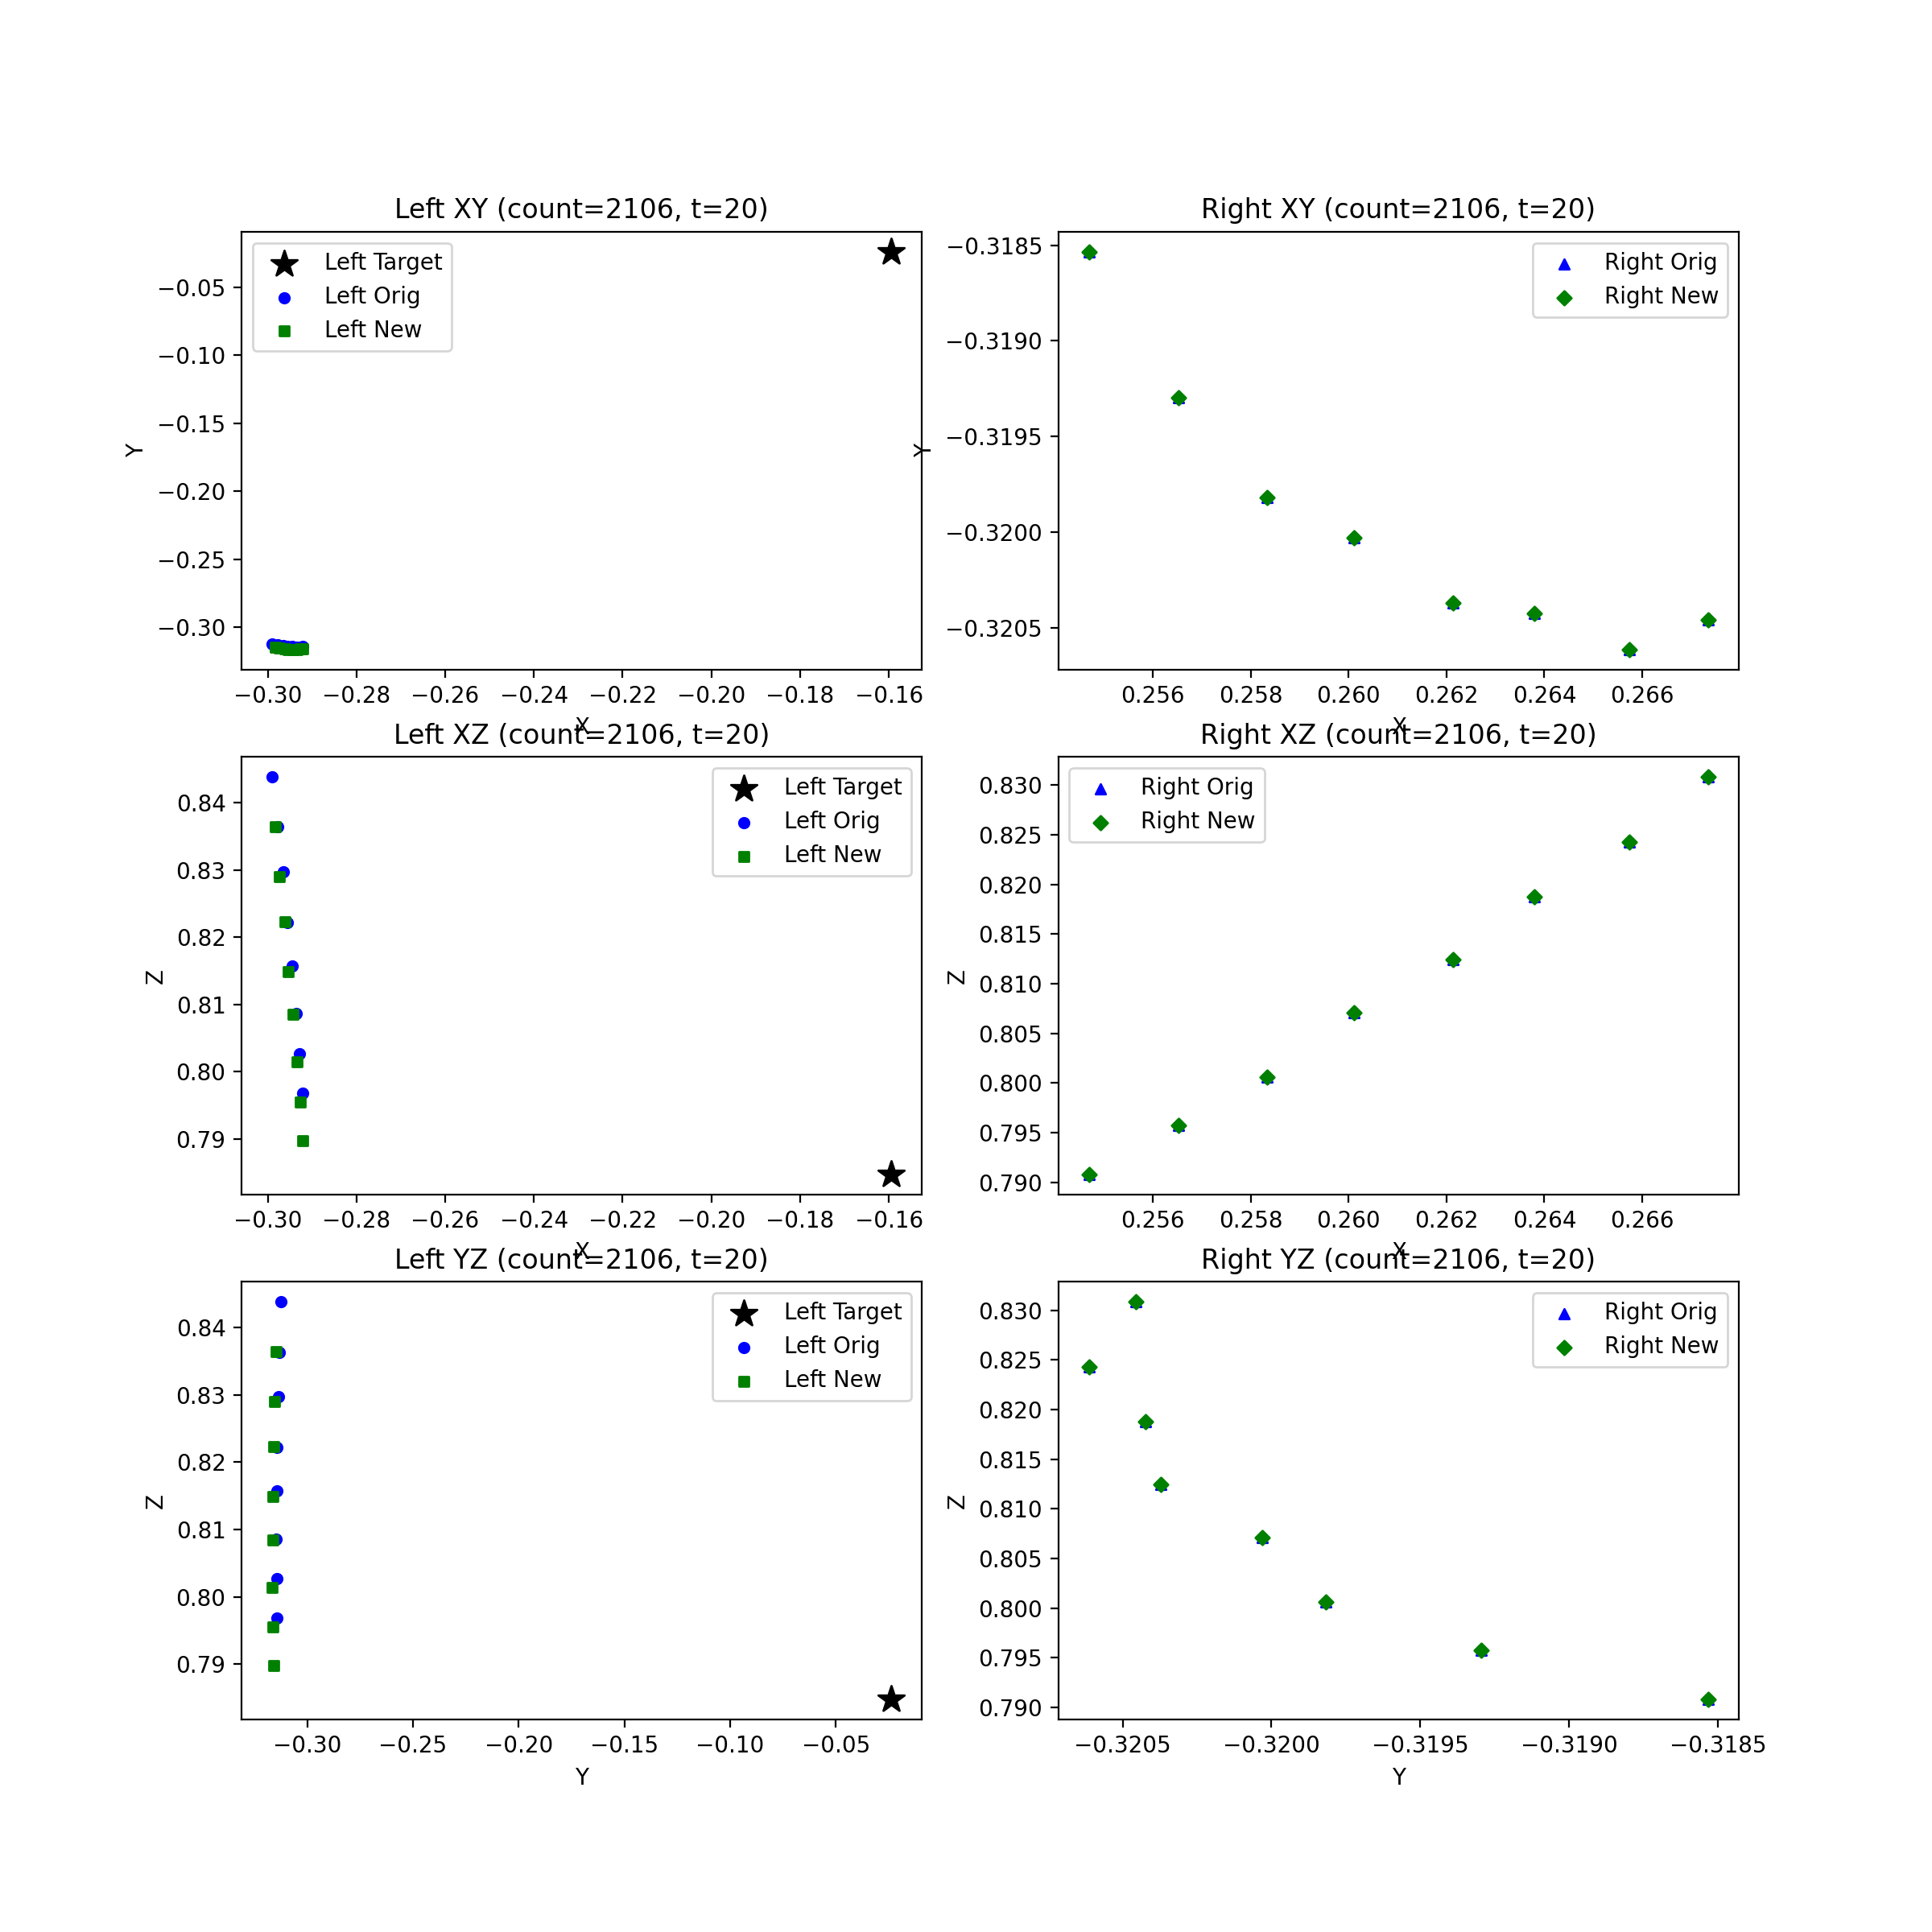 Left XY (count=2106, t=20)
Left Target
Left Orig
Left New
Y
−0.05
−0.10
−0.15
−0.20
−0.25
−0.30
−0.30 −0.28 −0.26 −0.24 −0.22 −0.20 −0.18 −0.16
X
Right XY (count=2106, t=20)
Right Orig
Right New
Y
−0.3185
−0.3190
−0.3195
−0.3200
−0.3205
0.256 0.258 0.260 0.262 0.264 0.266
X
Left XZ (count=2106, t=20)
Left Target
Left Orig
Left New
Z
0.84
0.83
0.82
0.81
0.80
0.79
−0.30 −0.28 −0.26 −0.24 −0.22 −0.20 −0.18 −0.16
X
Right XZ (count=2106, t=20)
Right Orig
Right New
Z
0.830
0.825
0.820
0.815
0.810
0.805
0.800
0.795
0.790
0.256 0.258 0.260 0.262 0.264 0.266
X
Left YZ (count=2106, t=20)
Left Target
Left Orig
Left New
Z
0.84
0.83
0.82
0.81
0.80
0.79
−0.30 −0.25 −0.20 −0.15 −0.10 −0.05
Y
Right YZ (count=2106, t=20)
Right Orig
Right New
Z
0.830
0.825
0.820
0.815
0.810
0.805
0.800
0.795
0.790
−0.3205 −0.3200 −0.3195 −0.3190 −0.3185
Y